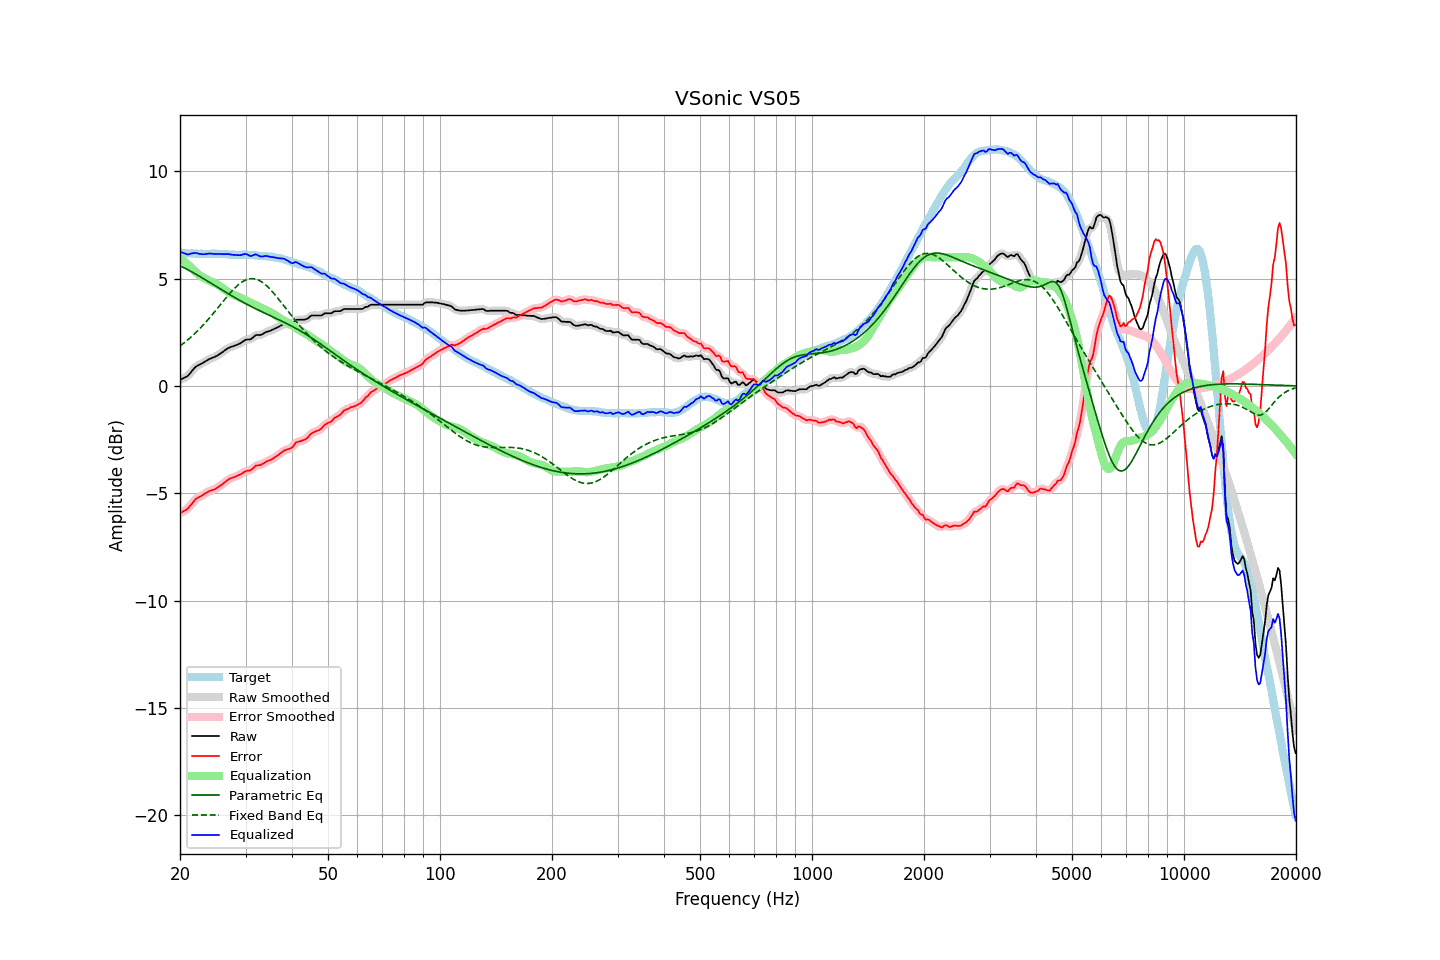 VSonic VS05
Amplitude (dBr)
10
5
0
−5
−10
−15
−20
Target
Raw Smoothed
Error Smoothed
Raw
Error
Equalization
Parametric Eq
Fixed Band Eq
Equalized
20 50 100 200 500 1000 2000 5000 10000 20000
Frequency (Hz)